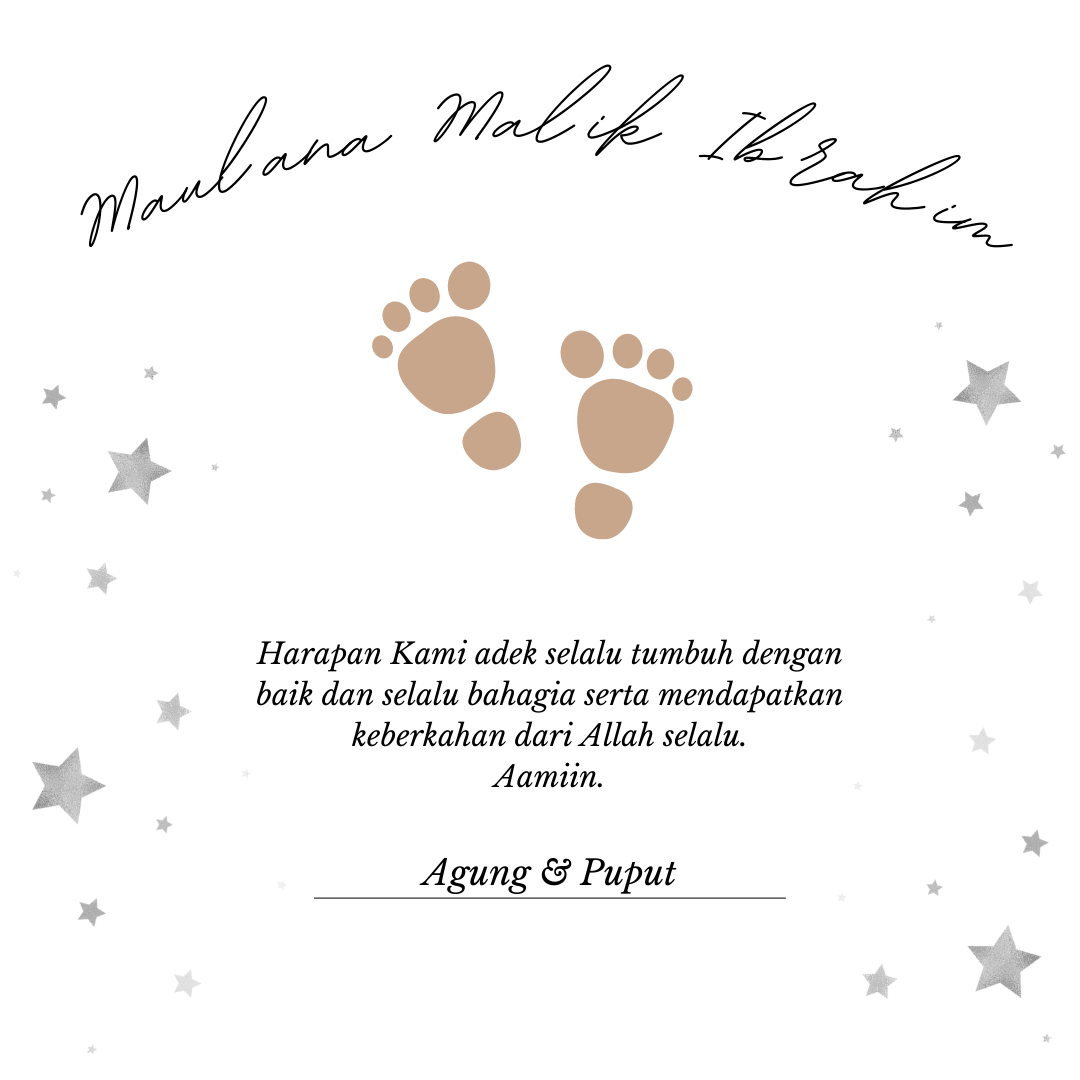 Maulana Malik Ibrahim
Harapan Kami adek selalu tumbuh dengan
baik dan selalu bahagia serta mendapatkan
keberkahan dari Allah selalu.
Aamiin.
Agung & Puput